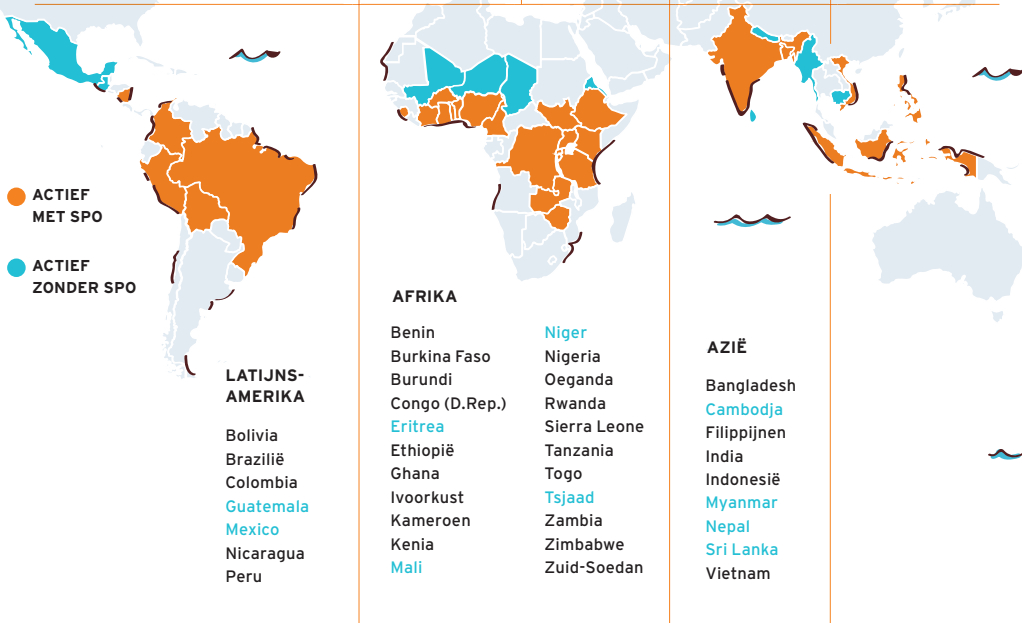 ACTIEF
MET SPO
ACTIEF
ZONDER SPO
LATIJNS-
AMERIKA
Bolivia
Brazilië
Colombia
Guatemala
Mexico
Nicaragua
Peru
AFRIKA
Benin
Burkina Faso
Burundi
Congo (D.Rep.)
Eritrea
Ethiopië
Ghana
Ivoorkust
Kameroen
Kenia
Mali
Niger
Nigeria
Oeganda
Rwanda
Sierra Leone
Tanzania
Togo
Tsjaad
Zambia
Zimbabwe
Zuid-Soedan
AZIË
Bangladesh
Cambodja
Filippijnen
India
Indonesië
Myanmar
Nepal
Sri Lanka
Vietnam